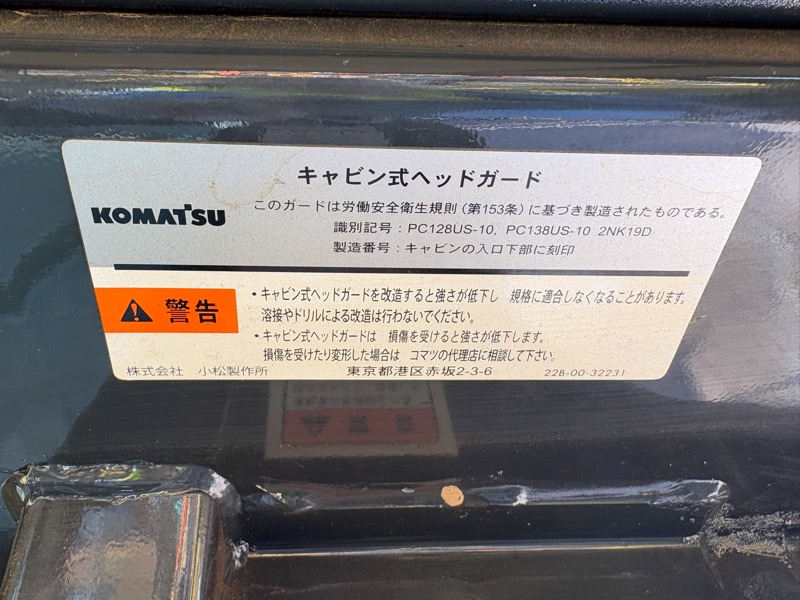 キャビン式ヘッドガード
KOMATSU
このガードは労働安全衛生規則（第153条）に基づき製造されたものである。
識別記号：PC128US-10, PC138US-10 2NK19D
製造番号：キャビンの入口下部に刻印
警告
・キャビン式ヘッドガードを改造すると強さが低下し 規格に適合しなくなることがあります。
溶接やドリルによる改造は行わないでください。
・キャビン式ヘッドガードは 損傷を受けると強さが低下します。
損傷を受けたり変形した場合は コマツの代理店に相談して下さい。
株式会社 小松製作所 東京都港区赤坂2-3-6 22B-00-32231